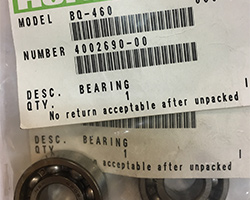 MODEL BQ-460
NUMBER 4002690-00
DESC. BEARING
QTY. 1
No return acceptable after unpacked
DESC. BEARING
QTY. 1
No return acceptable after unpacked